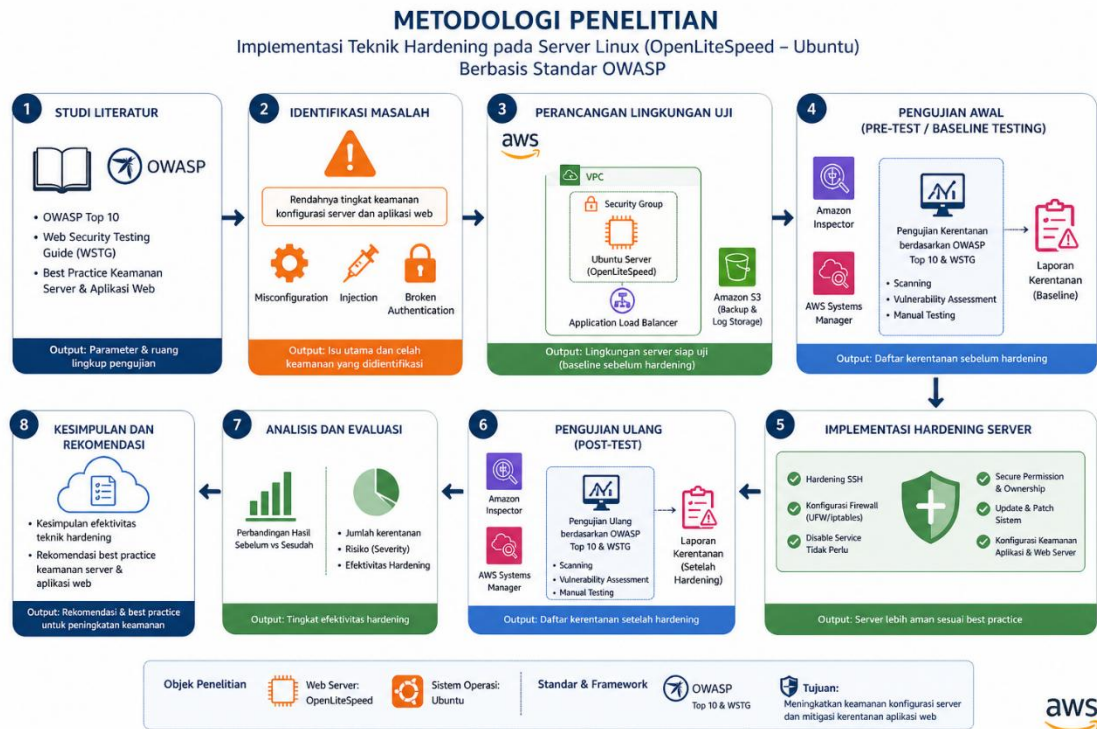 METODOLOGI PENELITIAN
Implementasi Teknik Hardening pada Server Linux (OpenLiteSpeed – Ubuntu)
Berbasis Standar OWASP
1
STUDI LITERATUR
OWASP
• OWASP Top 10
• Web Security Testing
Guide (WSTG)
• Best Practice Keamanan
Server & Aplikasi Web
Output: Parameter & ruang
lingkup pengujian
2
IDENTIFIKASI MASALAH
Rendahnya tingkat keamanan
konfigurasi server dan aplikasi web
Misconfiguration
Injection
Broken
Authentication
Output: Isu utama dan celah
keamanan yang didientifikasi
3
PERANCANGAN LINGKUNGAN UJI
aws
VPC
Security Group
Ubuntu Server
(OpenLiteSpeed)
Application Load Balancer
Amazon S3
(Backup &
Log Storage)
Output: Lingkungan server siap uji
(baseline sebelum hardening)
4
PENGUJIAN AWAL
(PRE-TEST / BASELINE TESTING)
Amazon
Inspector
AWS Systems
Manager
Pengujian Kerentanan
berdasarkan OWASP
Top 10 & WSTG
• Scanning
• Vulnerability Assessment
• Manual Testing
Laporan
Kerentanan
(Baseline)
Output: Daftar kerentanan sebelum hardening
5
IMPLEMENTASI HARDENING SERVER
Hardening SSH
Konfigurasi Firewall
(UFW/iptables)
Disable Service
Tidak Perlu
Secure Permission
& Ownership
Update & Patch
Sistem
Konfigurasi Keamanan
Aplikasi & Web Server
Output: Server lebih aman sesuai best practice
6
PENGUJIAN ULANG
(POST-TEST)
Amazon
Inspector
AWS Systems
Manager
Pengujian Ulang
berdasarkan OWASP
Top 10 & WSTG
• Scanning
• Vulnerability Assessment
• Manual Testing
Laporan
Kerentanan
(Setelah
Hardening)
Output: Daftar kerentanan setelah hardening
7
ANALISIS DAN EVALUASI
Perbandingan Hasil
Sebelum vs Sesudah
• Jumlah kerentanan
• Risiko (Severity)
• Efektivitas Hardening
Output: Tingkat efektivitas hardening
8
KESIMPULAN DAN
REKOMENDASI
• Kesimpulan efektivitas
teknik hardening
• Rekomendasi best practice
keamanan server &
aplikasi web
Output: Rekomendasi & best practice
untuk peningkatan keamanan
Objek Penelitian
Web Server:
OpenLiteSpeed
Sistem Operasi:
Ubuntu
Standar & Framework
OWASP
Top 10 & WSTG
Tujuan:
Meningkatkan keamanan konfigurasi server
dan mitigasi kerentanan aplikasi web
aws